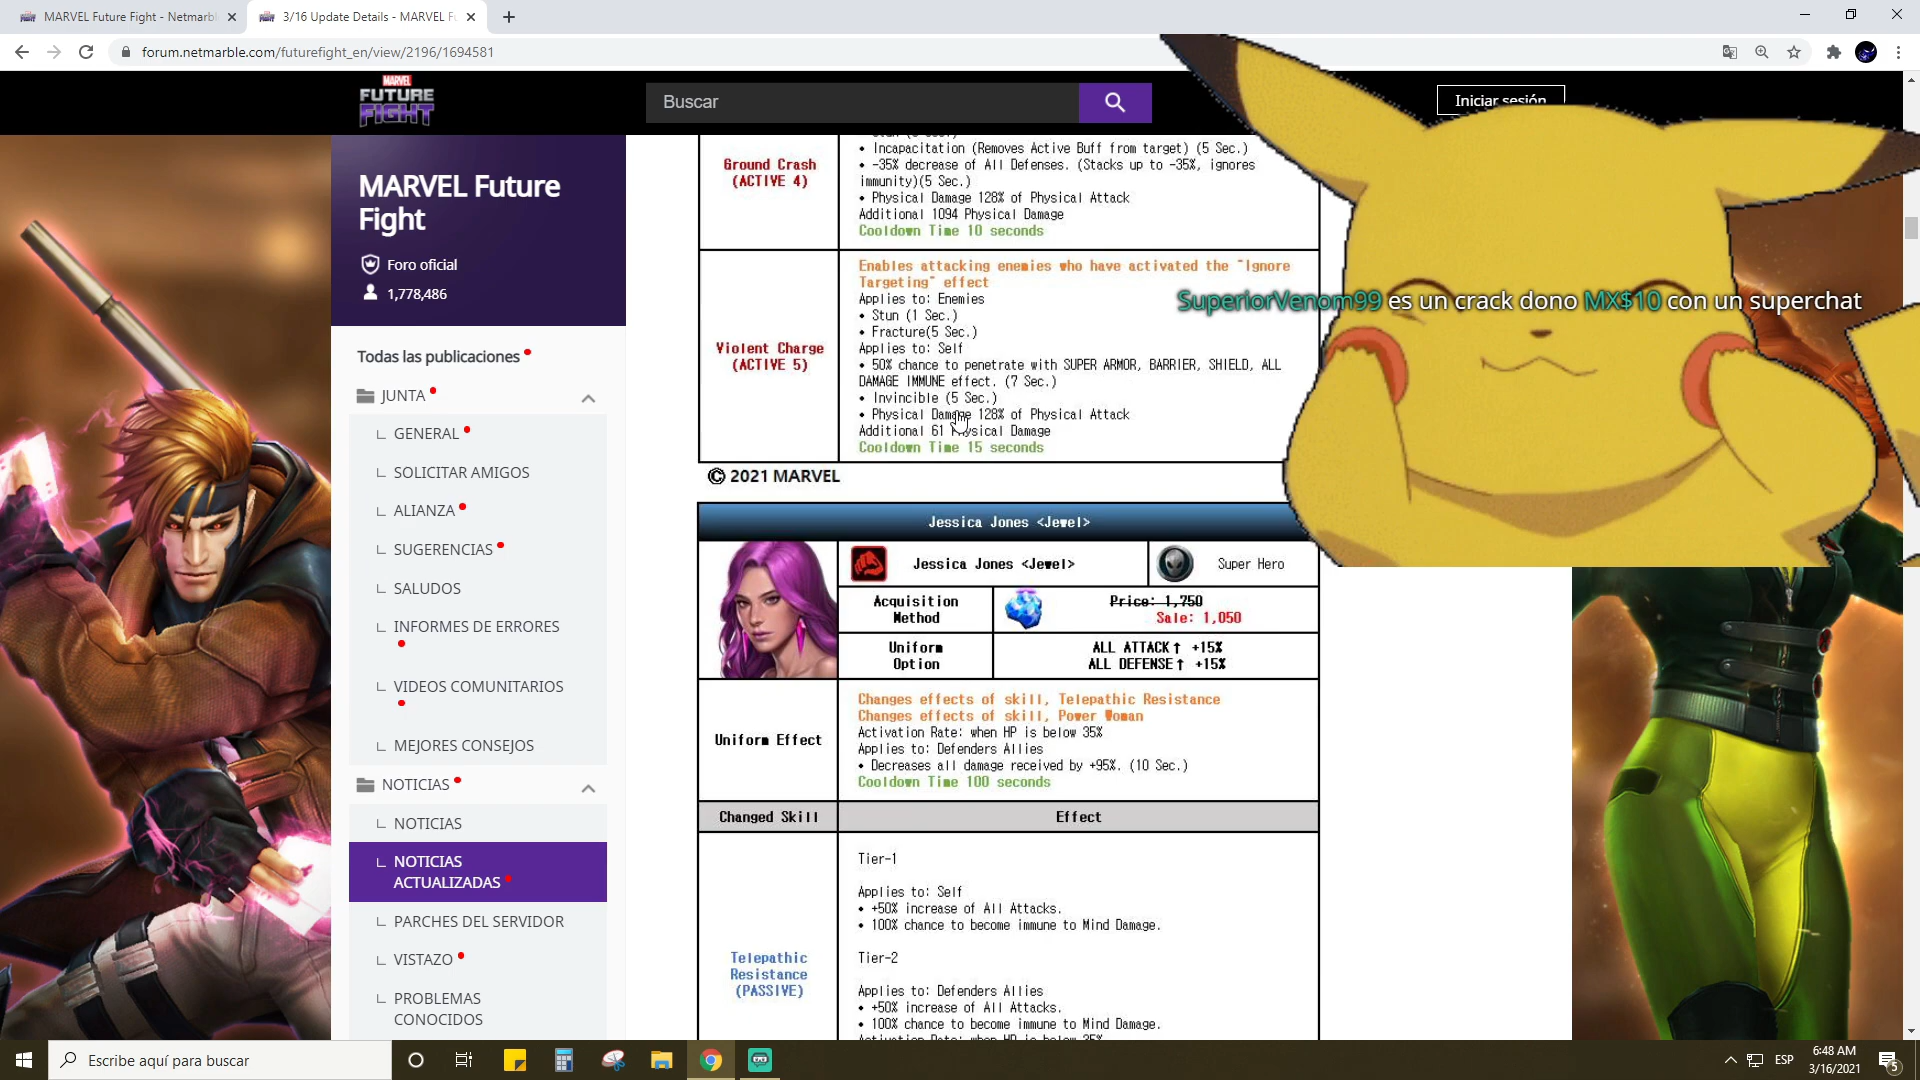 MARVEL Future Fight - Netmarb
3/16 Update Details - MARVEL Fu
forum.netmarble.com/futurefight_en/view/2196/1694581
MARVEL
FUTURE
FIGHT
Buscar
Iniciar sesión
MARVEL Future
Fight
Foro oficial
1,778,486
Todas las publicaciones
JUNTA
GENERAL
SOLICITAR AMIGOS
ALIANZA
SUGERENCIAS
SALUDOS
INFORMES DE ERRORES
VIDEOS COMUNITARIOS
MEJORES CONSEJOS
NOTICIAS
NOTICIAS
NOTICIAS
ACTUALIZADAS
PARCHES DEL SERVIDOR
VISTAZO
PROBLEMAS
CONOCIDOS
Ground Crash
(ACTIVE 4)
• Incapacitation (Removes Active Buff from target) (5 Sec.)
• -35% decrease of All Defenses. (Stacks up to -35%, ignores
immunity)(5 Sec.)
• Physical Damage 128% of Physical Attack
Additional 1094 Physical Damage
Cooldown Time 10 seconds
Violent Charge
(ACTIVE 5)
Enables attacking enemies who have activated the "Ignore
Targeting" effect
Applies to: Enemies
• Stun (1 Sec.)
• Fracture(5 Sec.)
Applies to: Self
• 50% chance to penetrate with SUPER ARMOR, BARRIER, SHIELD, ALL
DAMAGE IMMUNE effect. (7 Sec.)
• Invincible (5 Sec.)
• Physical Damage 128% of Physical Attack
Additional 61 Physical Damage
Cooldown Time 15 seconds
© 2021 MARVEL
SuperiorVenom99 es un crack dono MX$10 con un superchat
Jessica Jones <Jewel>
Jessica Jones <Jewel>
Super Hero
Acquisition
Method
Price: 1,750
Sale: 1,050
Uniform
Option
ALL ATTACK↑ +15%
ALL DEFENSE↑ +15%
Uniform Effect
Changes effects of skill, Telepathic Resistance
Changes effects of skill, Power Woman
Activation Rate: when HP is below 35%
Applies to: Defenders Allies
• Decreases all damage received by +95%. (10 Sec.)
Cooldown Time 100 seconds
Changed Skill
Effect
Telepathic
Resistance
(PASSIVE)
Tier-1
Applies to: Self
• +50% increase of All Attacks.
• 100% chance to become immune to Mind Damage.
Tier-2
Applies to: Defenders Allies
• +50% increase of All Attacks.
• 100% chance to become immune to Mind Damage.
Activation Rate: when HP is below 35%
Escribe aquí para buscar
ESP
6:48 AM
3/16/2021
5